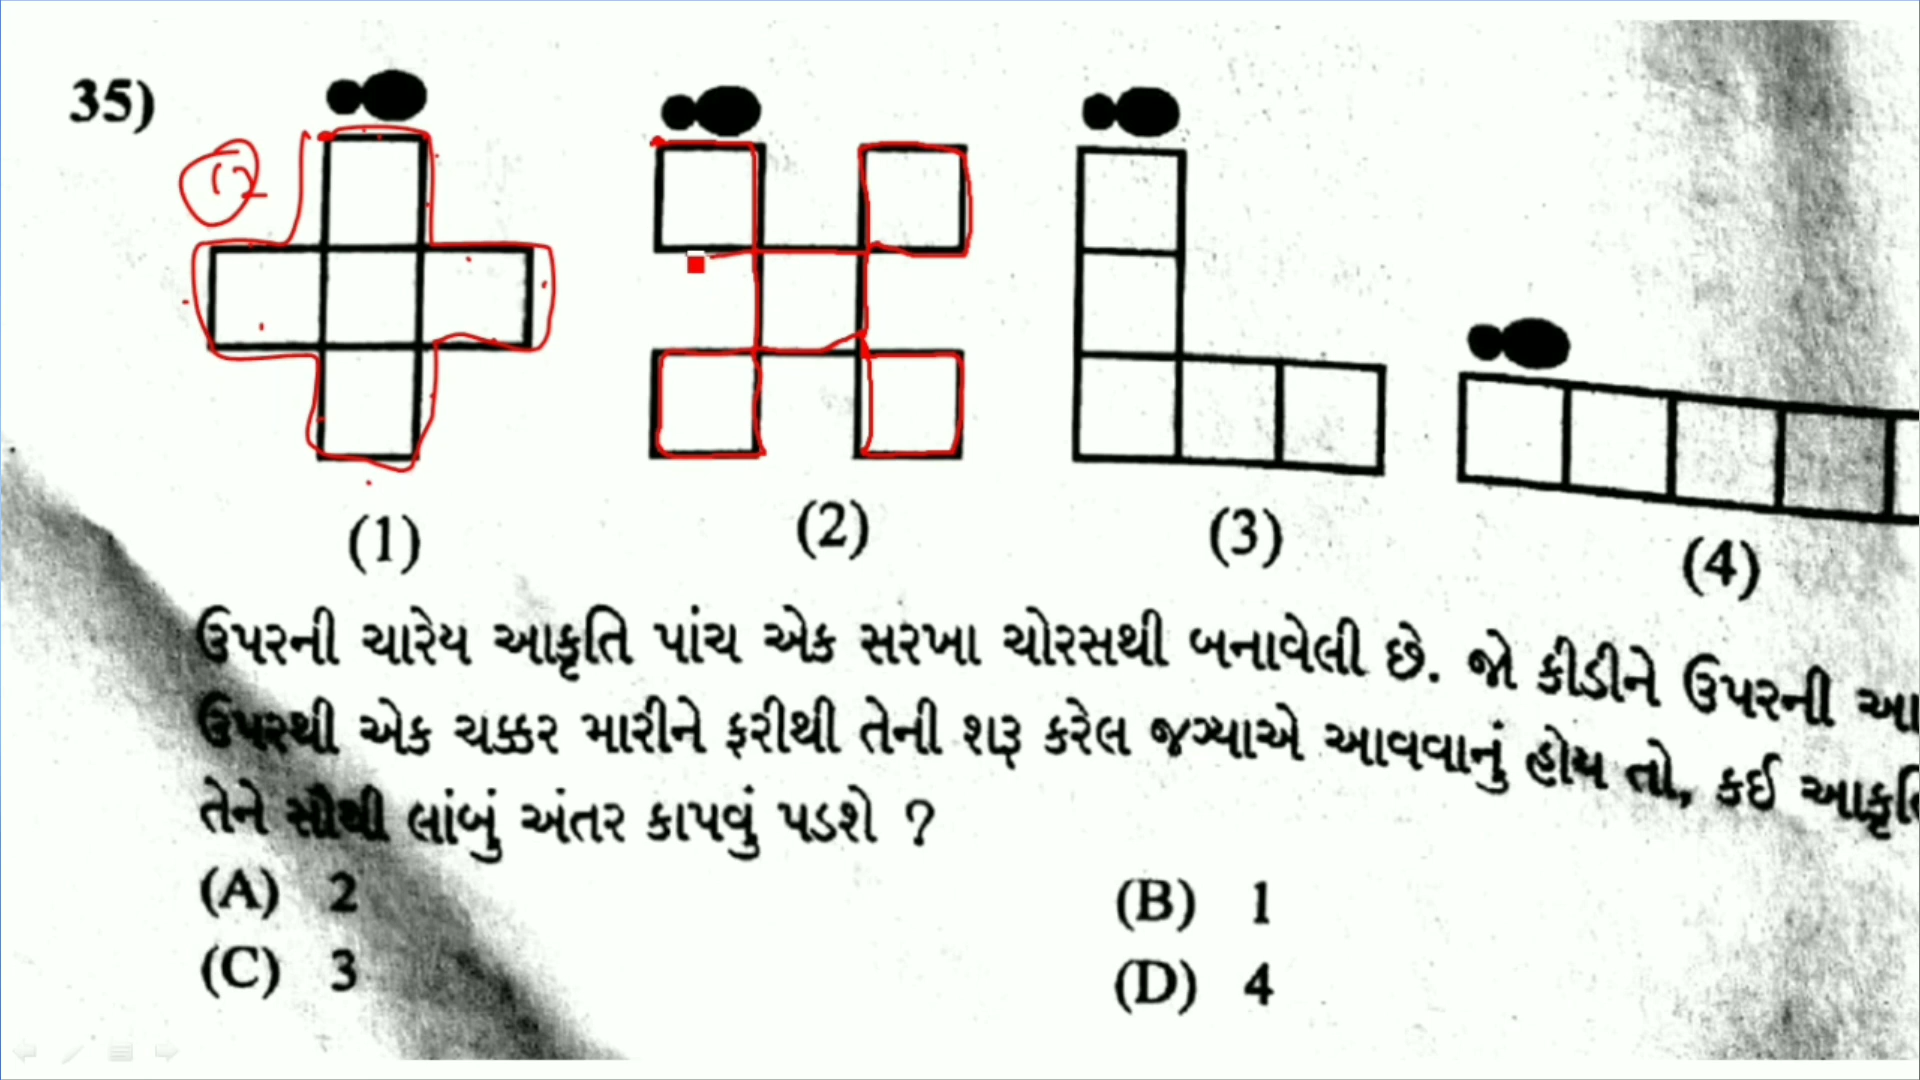 35)
12
(1) (2) (3) (4)
ઉપરની ચારેય આકૃતિ પાંચ એક સરખા ચોરસથી બનાવેલી છે. જો કીડીને ઉપરની
ઉપરથી એક ચક્કર મારીને ફરીથી તેની શરૂ કરેલ જગ્યાએ આવવાનું હોય તો, કઈ
તેને સૌથી લાંબું અંતર કાપવું પડશે ?
(A) 2 (B) 1
(C) 3 (D) 4